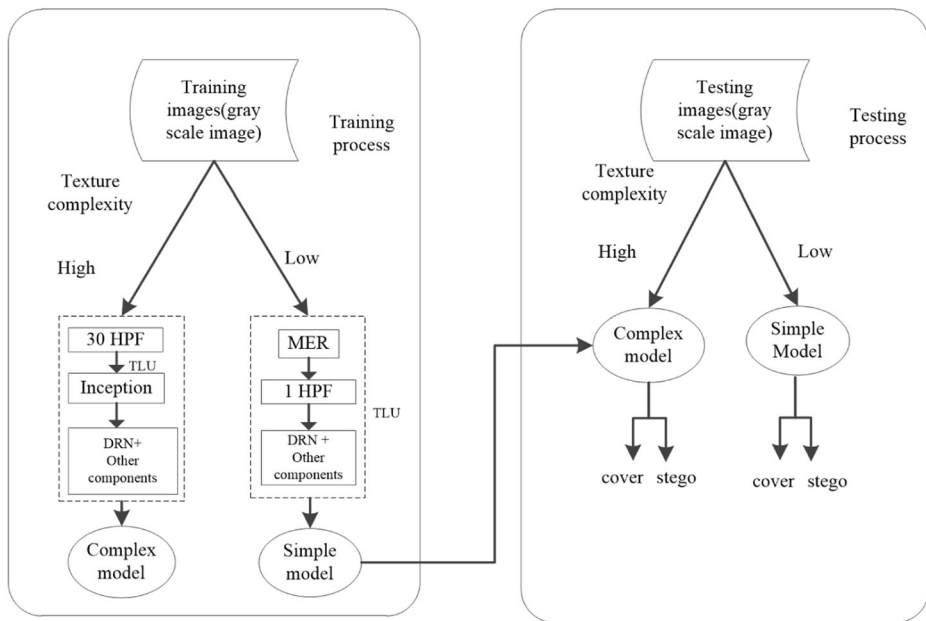 Training
images(gray
scale image)
Training
process
Texture
complexity
High
Low
30 HPF
TLU
Inception
DRN+
Other
components
Complex
model
MER
1 HPF
TLU
DRN +
Other
components
Simple
model
Testing
images(gray
scale image)
Testing
process
Texture
complexity
High
Low
Complex
model
Simple
Model
cover stego
cover stego